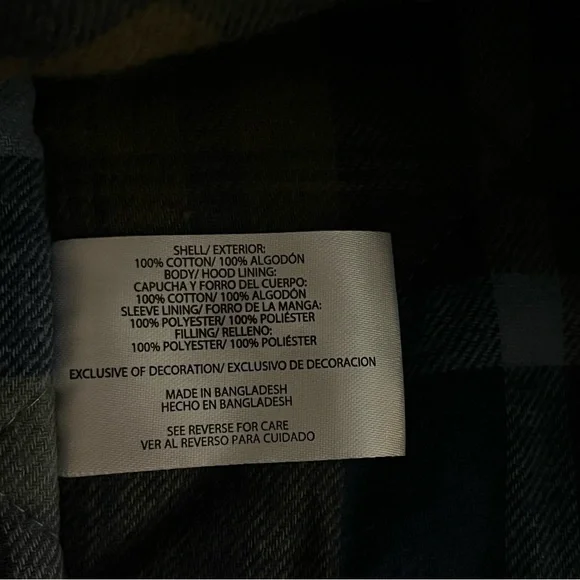 SHELL/ EXTERIOR:
100% COTTON/ 100% ALGODÓN
BODY/ HOOD LINING:
CAPUCHA Y FORRO DEL CUERPO:
100% COTTON/ 100% ALGODÓN
SLEEVE LINING/ FORRO DE LA MANGA:
100% POLYESTER/ 100% POLIÉSTER
FILLING/ RELLENO:
100% POLYESTER/ 100% POLIÉSTER
EXCLUSIVE OF DECORATION/ EXCLUSIVO DE DECORACION
MADE IN BANGLADESH
HECHO EN BANGLADESH
SEE REVERSE FOR CARE
VER AL REVERSO PARA CUIDADO